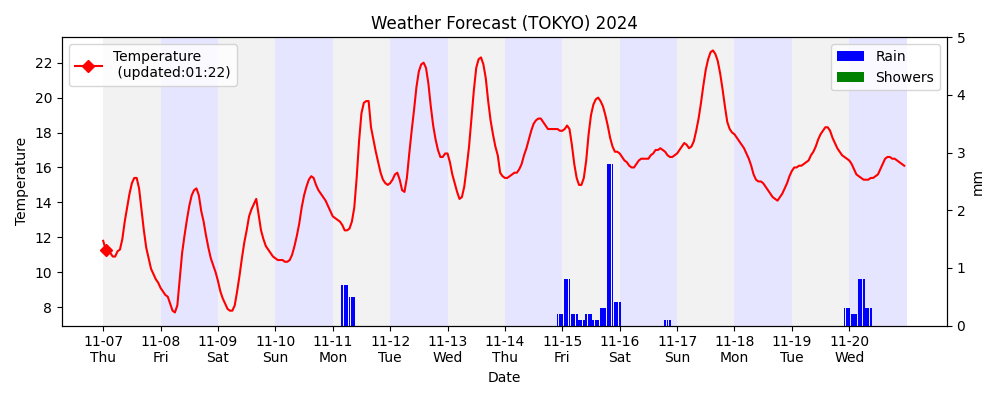 Weather Forecast (TOKYO) 2024
Temperature
(updated:01:22)
Rain
Showers
Temperature
22
20
18
16
14
12
10
8
5
4
3
2
1
0
mm
11-07 11-08 11-09 11-10 11-11 11-12 11-13 11-14 11-15 11-16 11-17 11-18 11-19 11-20
Thu Fri Sat Sun Mon Tue Wed Thu Fri Sat Sun Mon Tue Wed
Date